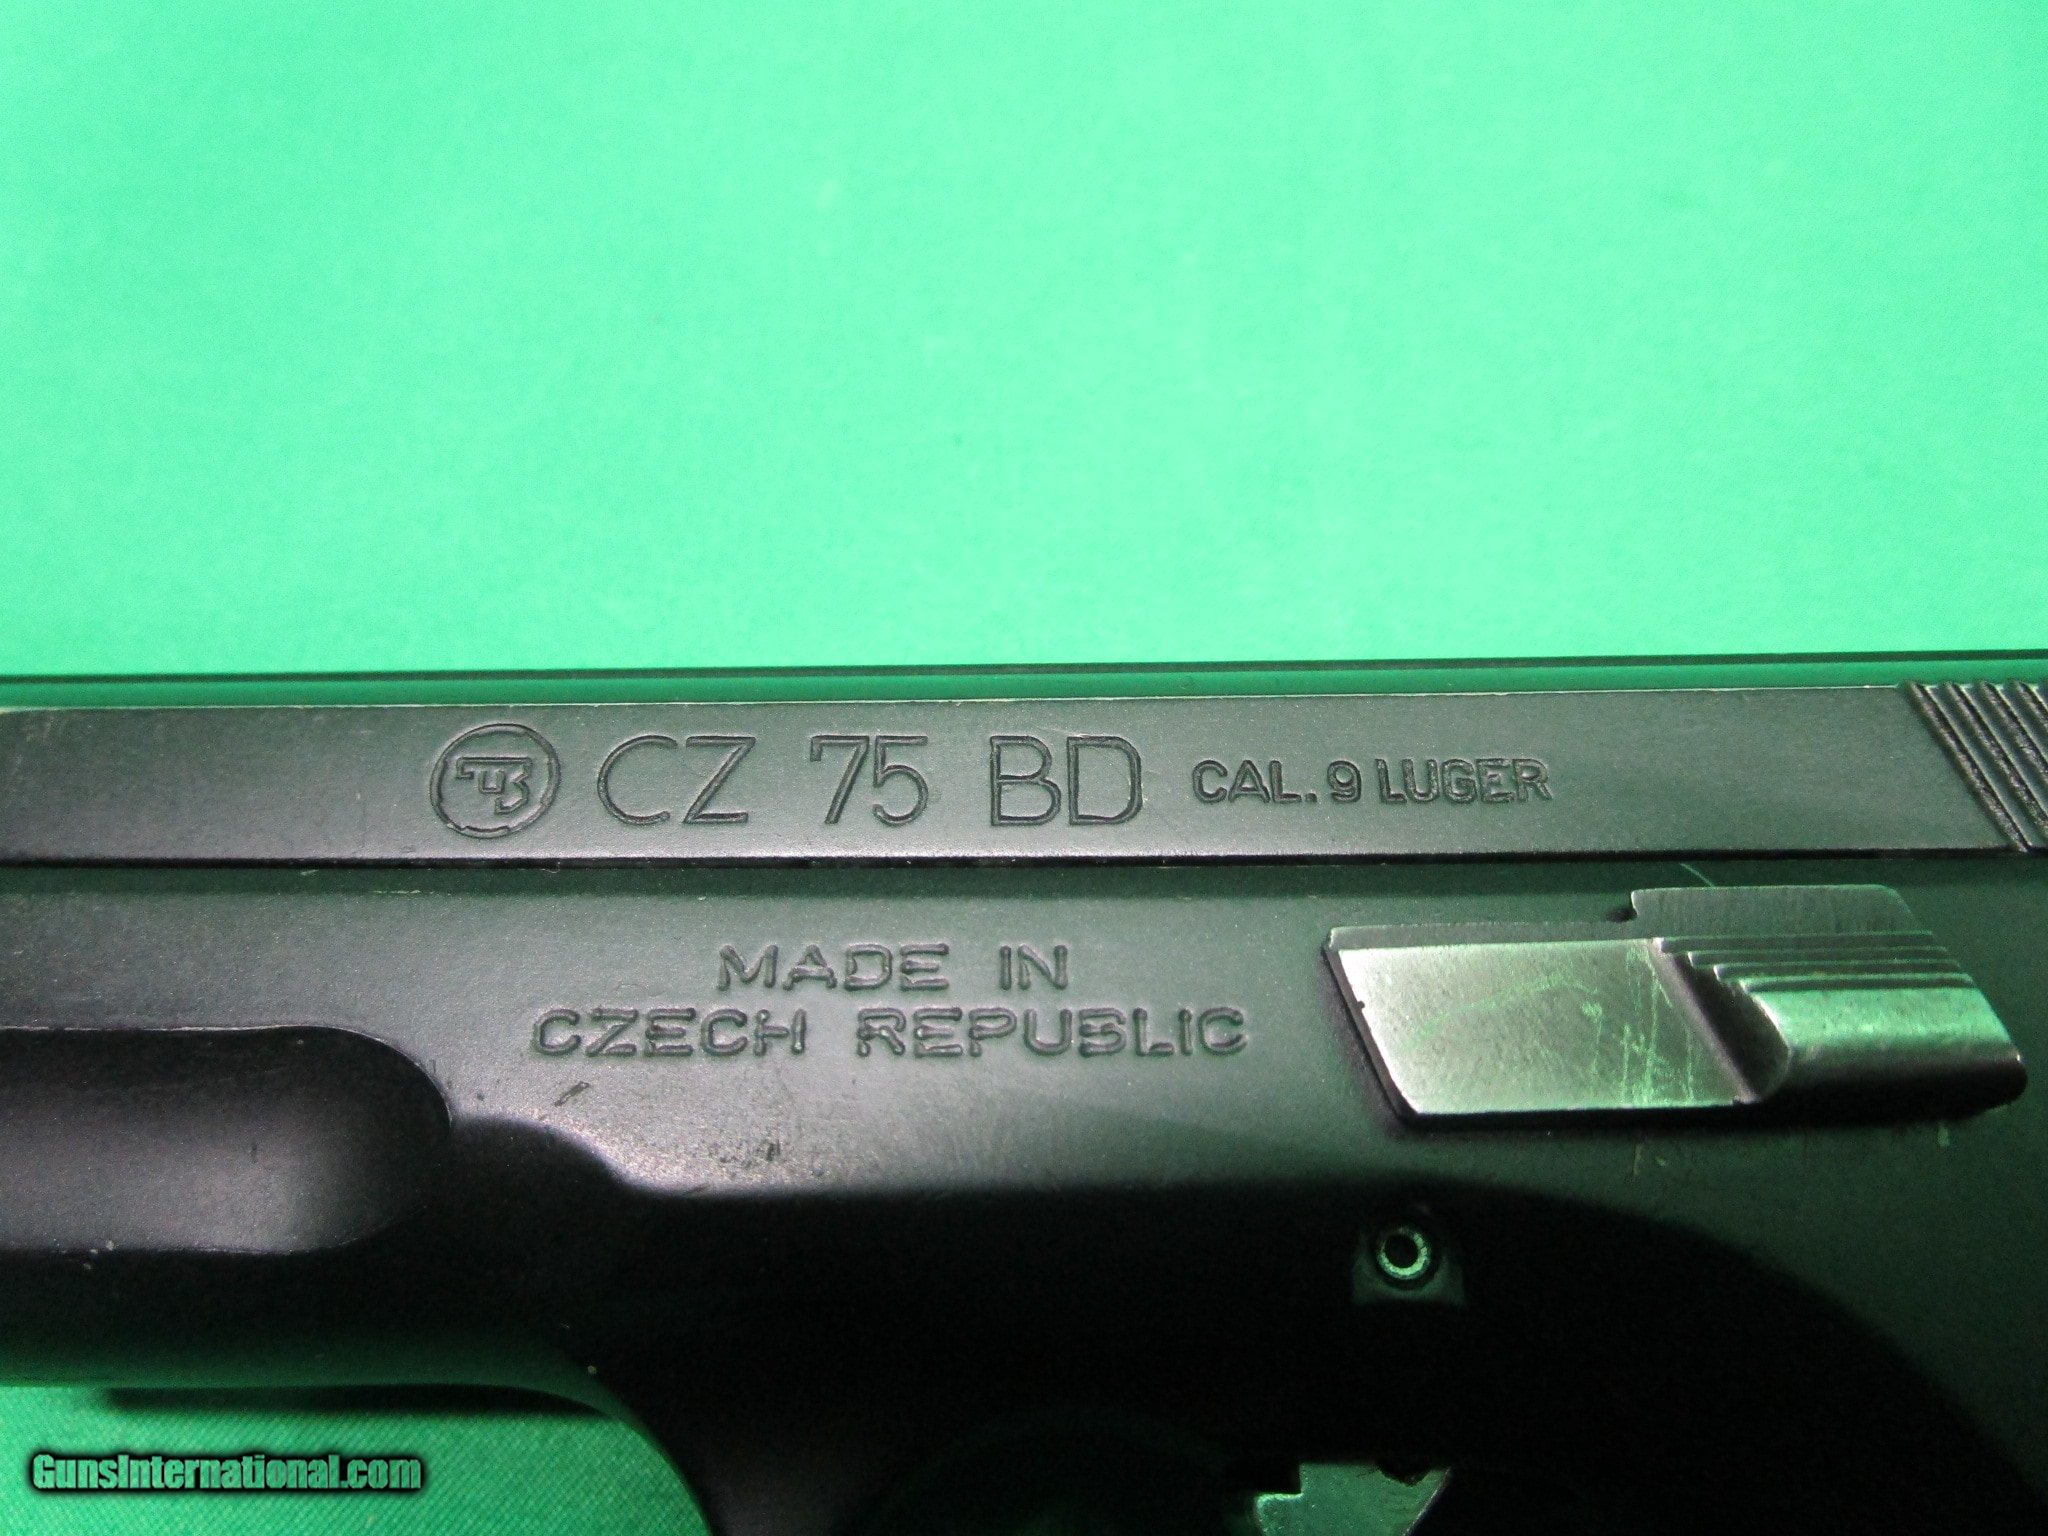 CZ 75 BD CAL. 9 LUGER
MADE IN
CZECH REPUBLIC
GunsInternational.com